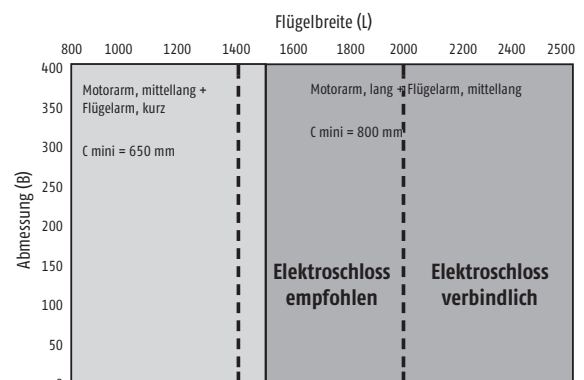 Flügelbreite (L)
800 1000 1200 1400 1600 1800 2000 2200 2400 2500
Abmessung (B)
400
350
300
250
200
150
100
50
Motorarm, mittellang +
Flügelarm, kurz
C mini = 650 mm
Motorarm, lang + Flügelarm, mittellang
C mini = 800 mm
Elektroschloss
empfohlen
Elektroschloss
verbindlich